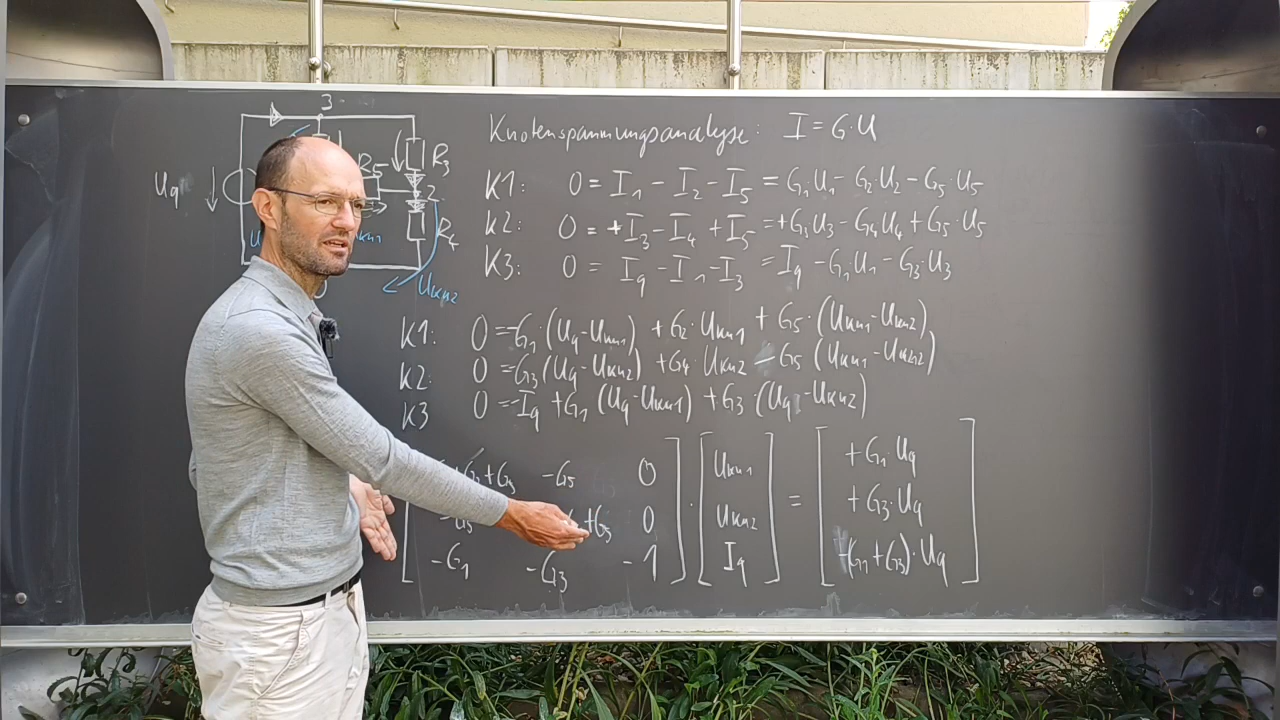 Knotenspannungsanalyse: I = G·U
3
Uq
R5
R3
2
R4
Ukn2
K1: 0 = I1 - I2 - I5 = G1U1 - G2U2 - G5·U5
K2: 0 = +I3 - I4 + I5 = +G3U3 - G4U4 + G5·U5
K3: 0 = Iq - I1 - I3 = Iq - G1U1 - G3U3
K1: 0 = -G1·(Uq-Ukn1) + G2·Ukn1 + G5·(Ukn1-Ukn2)
K2: 0 = -G3(Uq-Ukn2) + G4 Ukn2 - G5 (Ukn1-Ukn2)
K3 0 = -Iq + G1 (Uq-Ukn1) + G3·(Uq-Ukn2)
+G5 -G5 0 · Ukn1 = +G1·Uq
-G5 +G5 0 Ukn2 +G3·Uq
-G1 -G3 -1 Iq -(G1+G3)·Uq